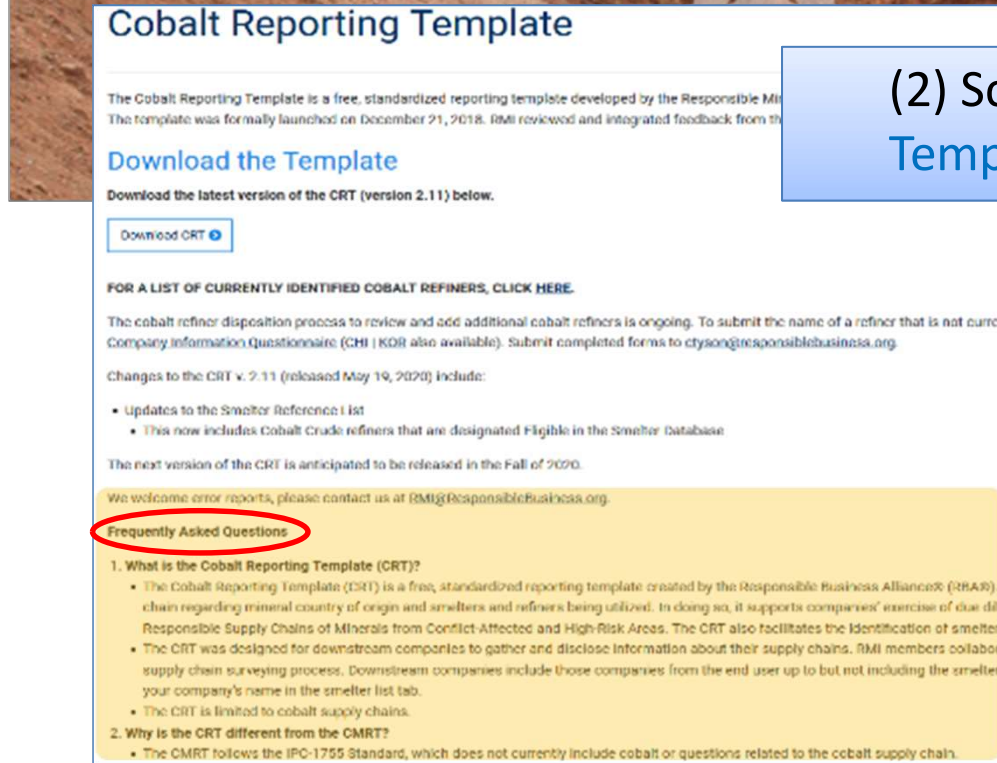 Cobalt Reporting Template
(2) Sc
Temp
The Cobalt Reporting Template is a free, standardized reporting template developed by the Responsible Mi
The template was formally launched on December 21, 2018. RMI reviewed and integrated feedback from th
Download the Template
Download the latest version of the CRT (version 2.11) below.
Download CRT
FOR A LIST OF CURRENTLY IDENTIFIED COBALT REFINERS, CLICK HERE.
The cobalt refiner disposition process to review and add additional cobalt refiners is ongoing. To submit the name of a refiner that is not curre
Company Information Questionnaire (CHI | KOR also available). Submit completed forms to ctyson@responsiblebusiness.org.
Changes to the CRT v. 2.11 (released May 19, 2020) include:
• Updates to the Smelter Reference List
• This now includes Cobalt Crude refiners that are designated Eligible in the Smelter Database
The next version of the CRT is anticipated to be released in the Fall of 2020.
We welcome error reports, please contact us at RMI@ResponsibleBusiness.org.
Frequently Asked Questions
1. What is the Cobalt Reporting Template (CRT)?
• The Cobalt Reporting Template (CRT) is a free, standardized reporting template created by the Responsible Business Alliance® (RBA®)
chain regarding mineral country of origin and smelters and refiners being utilized. In doing so, it supports companies' exercise of due dil
Responsible Supply Chains of Minerals from Conflict-Affected and High-Risk Areas. The CRT also facilitates the identification of smelter
• The CRT was designed for downstream companies to gather and disclose information about their supply chains. RMI members collabo
supply chain surveying process. Downstream companies include those companies from the end user up to but not including the smelter
your company's name in the smelter list tab.
• The CRT is limited to cobalt supply chains.
2. Why is the CRT different from the CMRT?
• The CMRT follows the IPC-1755 Standard, which does not currently include cobalt or questions related to the cobalt supply chain.